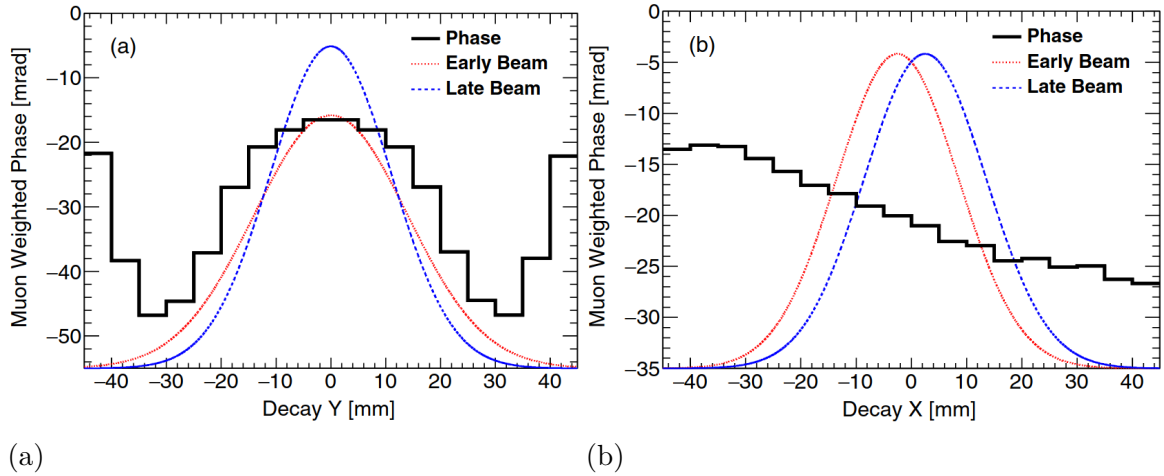 (a)
Phase
Early Beam
Late Beam
0
−10
−20
−30
−40
−50
Muon Weighted Phase [mrad]
−40 −30 −20 −10 0 10 20 30 40
Decay Y [mm]
(b)
Phase
Early Beam
Late Beam
0
−5
−10
−15
−20
−25
−30
−35
Muon Weighted Phase [mrad]
−40 −30 −20 −10 0 10 20 30 40
Decay X [mm]
(a)
(b)